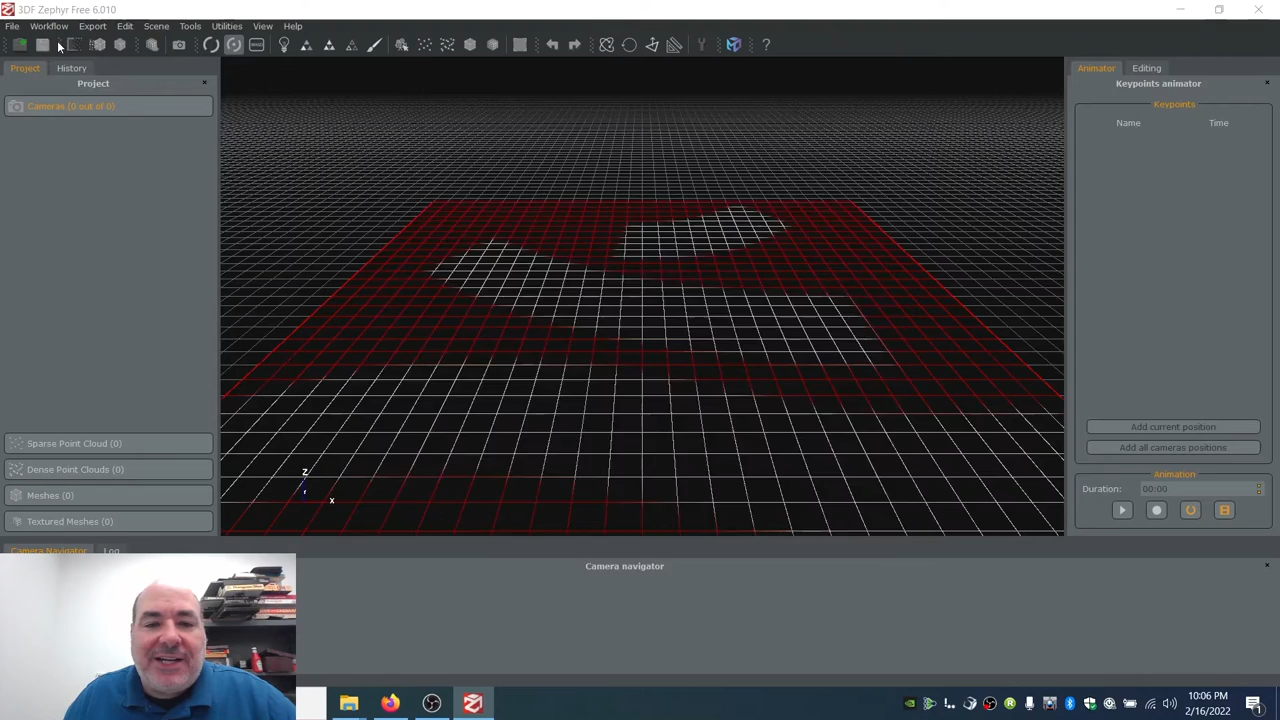 3DF Zephyr Free 6.010
File Workflow Export Edit Scene Tools Utilities View Help
Project History
Project
Cameras (0 out of 0)
Sparse Point Cloud (0)
Dense Point Clouds (0)
Meshes (0)
Textured Meshes (0)
Z
X
Animator Editing
Keypoints animator
Keypoints
Name Time
Add current position
Add all cameras positions
Animation
Duration: 00:00
Camera Navigator Log
Camera navigator
10:06 PM
2/16/2022